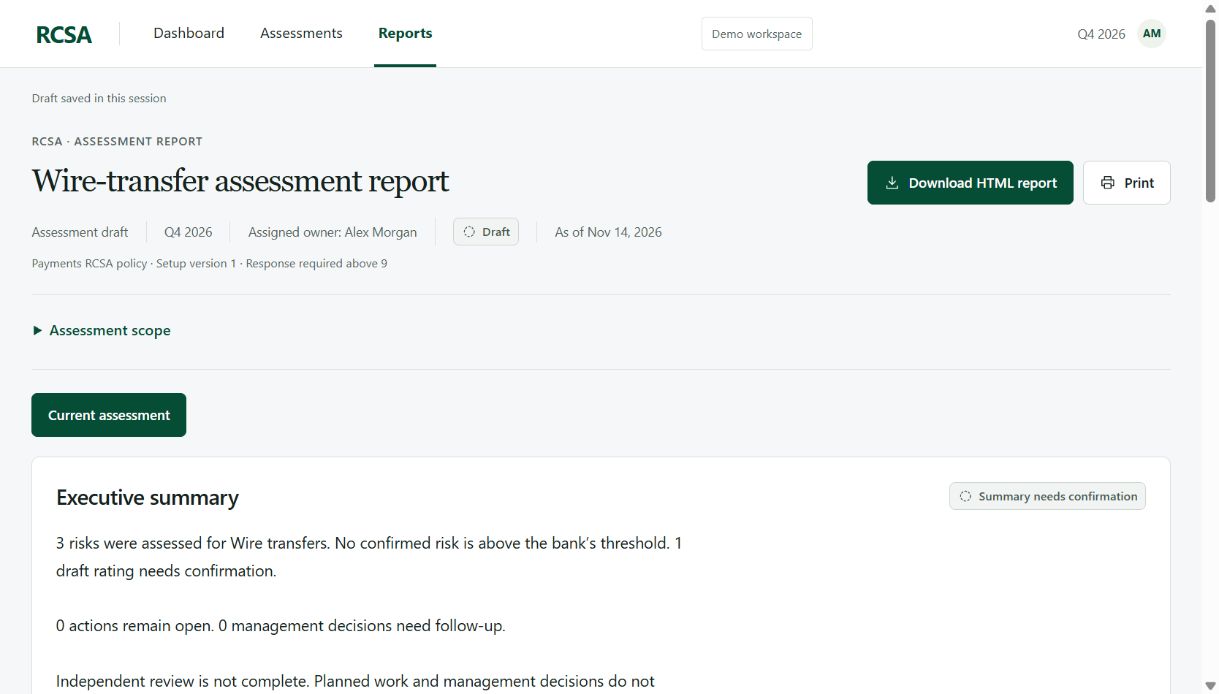 RCSA
Dashboard
Assessments
Reports
Demo workspace
Q4 2026
AM
Draft saved in this session
RCSA · ASSESSMENT REPORT
Wire-transfer assessment report
Download HTML report
Print
Assessment draft
Q4 2026
Assigned owner: Alex Morgan
Draft
As of Nov 14, 2026
Payments RCSA policy · Setup version 1 · Response required above 9
Assessment scope
Current assessment
Executive summary
Summary needs confirmation
3 risks were assessed for Wire transfers. No confirmed risk is above the bank’s threshold. 1
draft rating needs confirmation.
0 actions remain open. 0 management decisions need follow-up.
Independent review is not complete. Planned work and management decisions do not